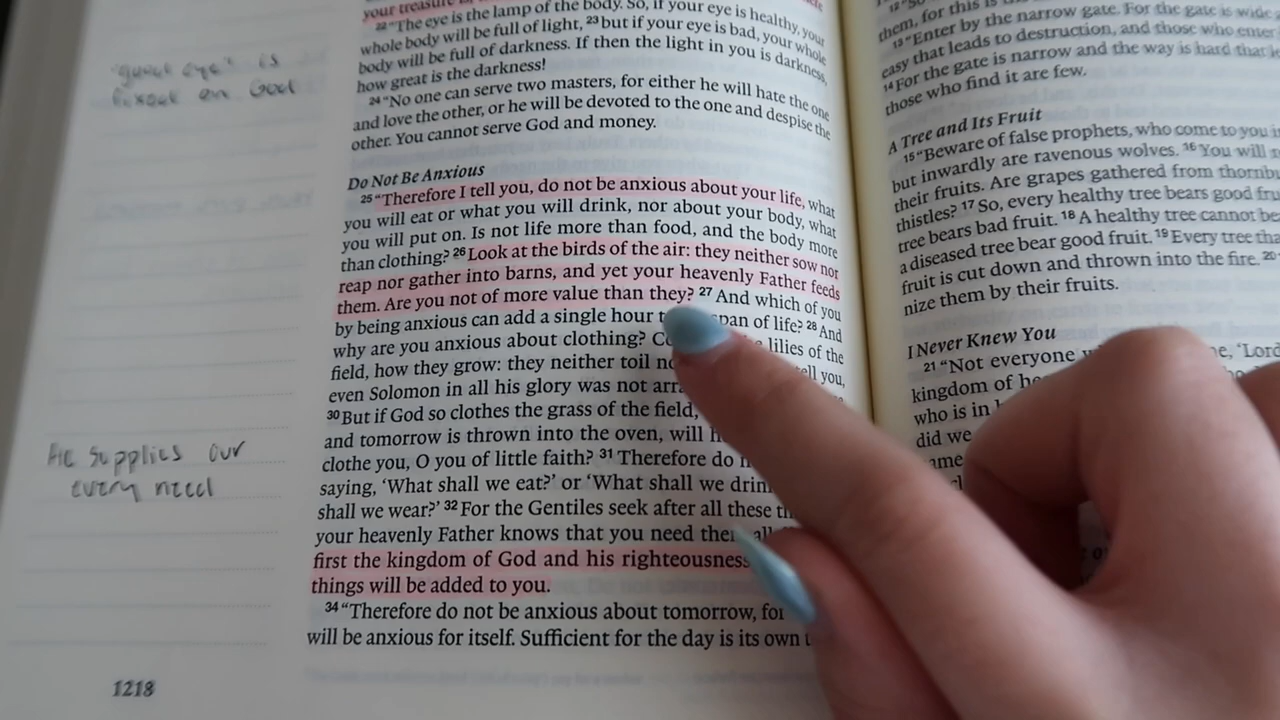 your treasure is,
22 “The eye is the lamp of the body. So, if your eye is healthy, your
whole body will be full of light, 23 but if your eye is bad, your whole
body will be full of darkness. If then the light in you is darkness,
how great is the darkness!
24 “No one can serve two masters, for either he will hate the one
and love the other, or he will be devoted to the one and despise the
other. You cannot serve God and money.
Do Not Be Anxious
25 “Therefore I tell you, do not be anxious about your life, what
you will eat or what you will drink, nor about your body, what
you will put on. Is not life more than food, and the body more
than clothing? 26 Look at the birds of the air: they neither sow nor
reap nor gather into barns, and yet your heavenly Father feeds
them. Are you not of more value than they? 27 And which of you
by being anxious can add a single hour span of life? 28 And
why are you anxious about clothing? lilies of the
field, how they grow: they neither toil tell you,
even Solomon in all his glory was not
30 But if God so clothes the grass of the field,
and tomorrow is thrown into the oven, will
clothe you, O you of little faith? 31 Therefore do
saying, ‘What shall we eat?’ or ‘What shall we
shall we wear?’ 32 For the Gentiles seek after all these
your heavenly Father knows that you need
first the kingdom of God and his righteousness
things will be added to you.
34 “Therefore do not be anxious about tomorrow, for
will be anxious for itself. Sufficient for the day is its own
"good eye" is
fixed on God
He supplies our
every need
1218
them, for this is
13 “Enter by the narrow gate. For the gate is wide
easy that leads to destruction, and those who enter
14 For the gate is narrow and the way is hard that
those who find it are few.
A Tree and Its Fruit
15 “Beware of false prophets, who come to you
but inwardly are ravenous wolves. 16 You will
their fruits. Are grapes gathered from
thistles? 17 So, every healthy tree bears good
tree bears bad fruit. 18 A healthy tree cannot
a diseased tree bear good fruit. 19 Every tree
fruit is cut down and thrown into the fire. 20
nize them by their fruits.
I Never Knew You
21 “Not everyone ‘Lord
kingdom of
who is in
did we